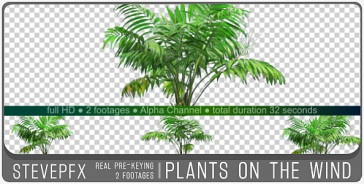 full HD ● 2 footages ● Alpha Channel ● total duration 32 seconds
STEVEPFX
REAL PRE-KEYING
2 FOOTAGES
PLANTS ON THE WIND